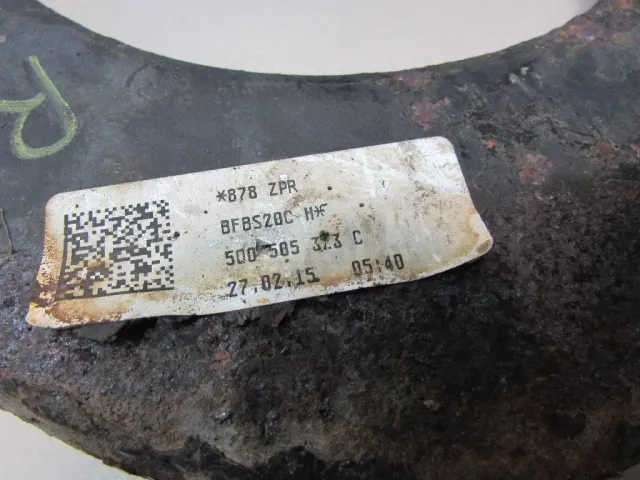 *878 ZPR
BFBS20C H*F
5Q0 505 323 C
27.02.15 05:40
R